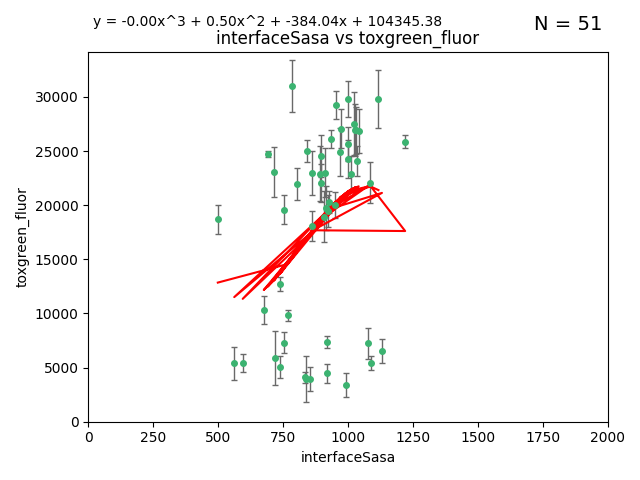 y = -0.00x^3 + 0.50x^2 + -384.04x + 104345.38
N = 51
interfaceSasa vs toxgreen_fluor
30000
25000
20000
15000
10000
5000
0
toxgreen_fluor
0 250 500 750 1000 1250 1500 1750 2000
interfaceSasa